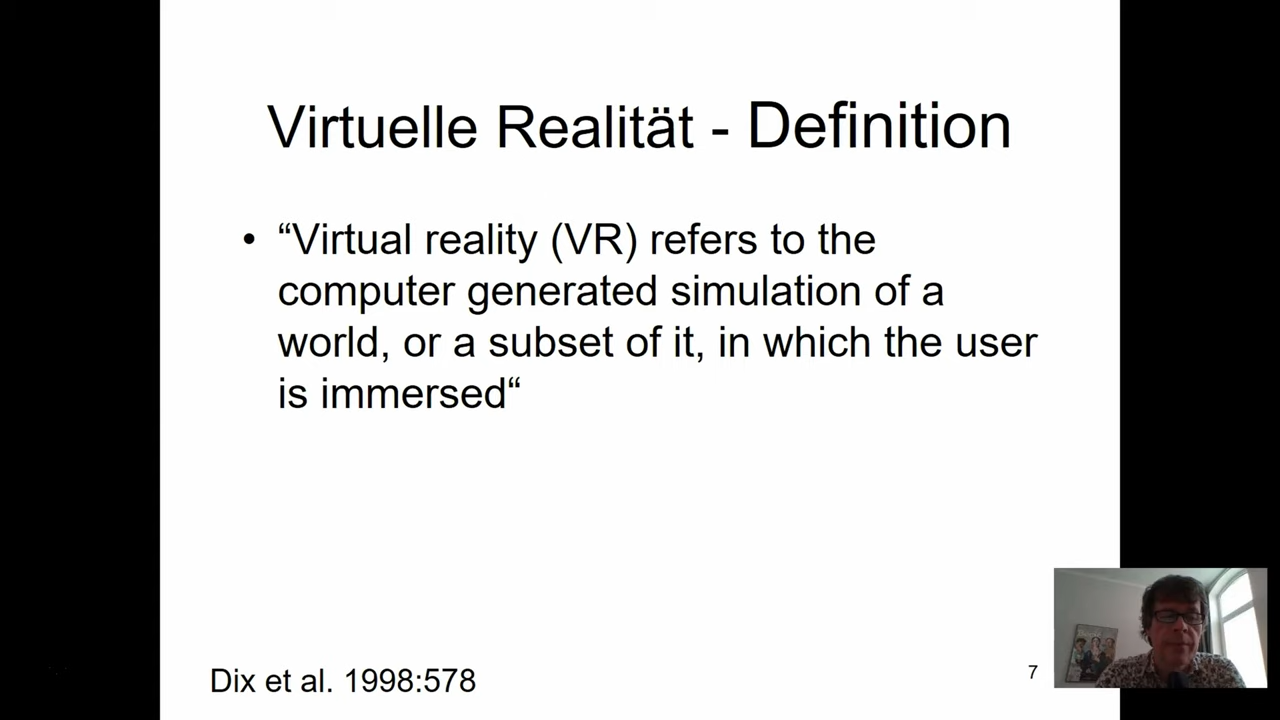 Virtuelle Realität - Definition
• “Virtual reality (VR) refers to the
computer generated simulation of a
world, or a subset of it, in which the user
is immersed“
Dix et al. 1998:578
7